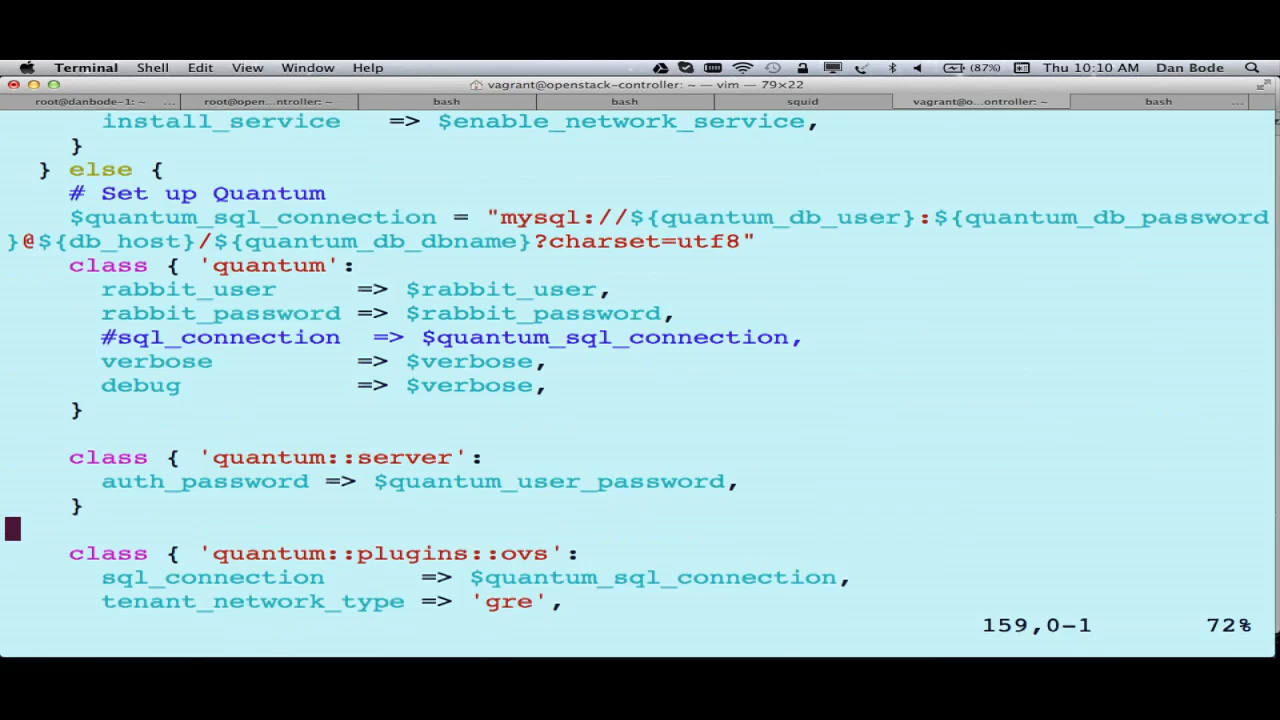 Terminal Shell Edit View Window Help (87%) Thu 10:10 AM Dan Bode
vagrant@openstack-controller: ~ — vim — 79×22
root@danbode-1: ~ ... root@open...ntroller: ~ bash bash squid vagrant@o...ontroller: ~ bash ...
install_service => $enable_network_service,
}
} else {
# Set up Quantum
$quantum_sql_connection = "mysql://${quantum_db_user}:${quantum_db_password
}@${db_host}/${quantum_db_dbname}?charset=utf8"
class { 'quantum':
rabbit_user => $rabbit_user,
rabbit_password => $rabbit_password,
#sql_connection => $quantum_sql_connection,
verbose => $verbose,
debug => $verbose,
}
class { 'quantum::server':
auth_password => $quantum_user_password,
}
class { 'quantum::plugins::ovs':
sql_connection => $quantum_sql_connection,
tenant_network_type => 'gre',
159,0-1 72%